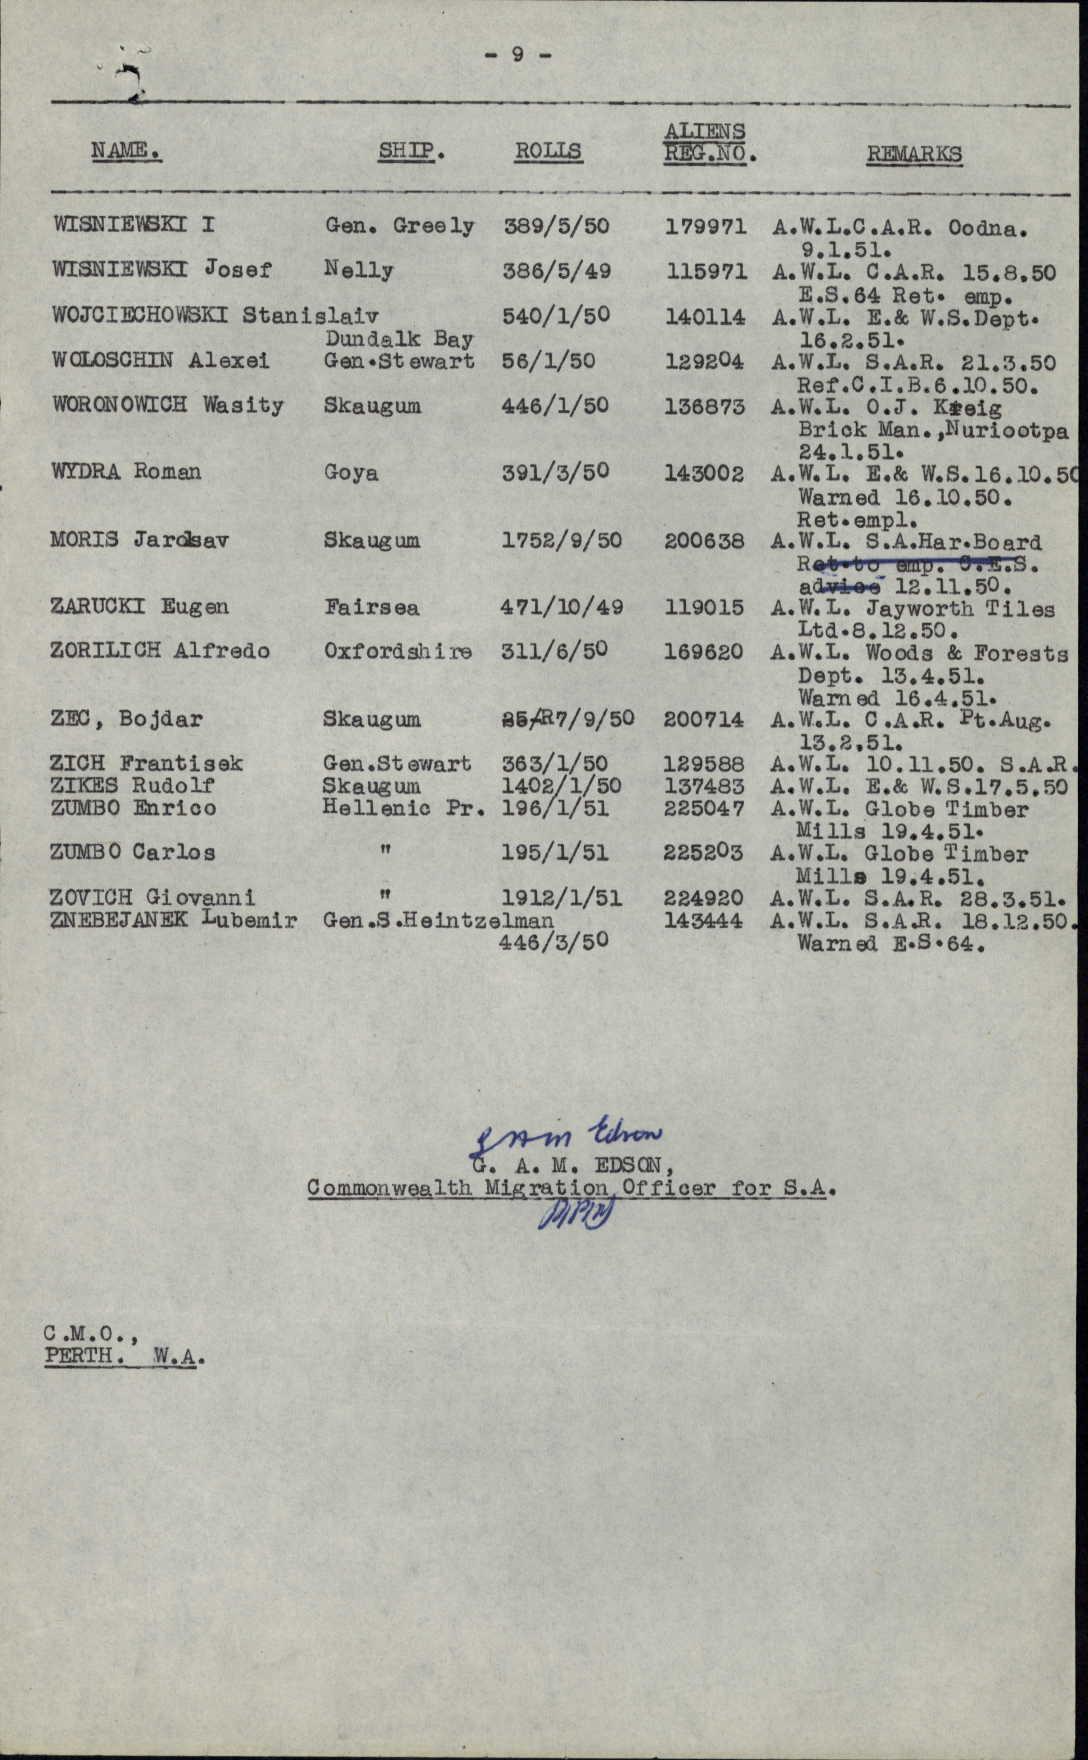 - 9 -
NAME. SHIP. ROLLS ALIENS REG.NO. REMARKS
WISNIEWSKI I Gen. Greely 389/5/50 179971 A.W.L.C.A.R. Oodna.
9.1.51.
WISNIEWSKI Josef Nelly 386/5/49 115971 A.W.L. C.A.R. 15.8.50
E.S.64 Ret. emp.
WOJCIECHOWSKI Stanislaiv 540/1/50 140114 A.W.L. E.& W.S.Dept.
Dundalk Bay 16.2.51.
WOLOSCHIN Alexei Gen.Stewart 56/1/50 129204 A.W.L. S.A.R. 21.3.50
Ref.C.I.B.6.10.50.
WORONOWICH Wasity Skaugum 446/1/50 136873 A.W.L. O.J. Kreig
Brick Man.,Nuriootpa
24.1.51.
WYDRA Roman Goya 391/3/50 143002 A.W.L. E.& W.S.16.10.50
Warned 16.10.50.
Ret.empl.
MORIS Jarolsav Skaugum 1752/9/50 200638 A.W.L. S.A.Har.Board
Ret.to emp. C.E.S.
advice 12.11.50.
ZARUCKI Eugen Fairsea 471/10/49 119015 A.W.L. Jayworth Tiles
Ltd.8.12.50.
ZORILICH Alfredo Oxfordshire 311/6/50 169620 A.W.L. Woods & Forests
Dept. 13.4.51.
Warned 16.4.51.
ZEC, Bojdar Skaugum 25/R7/9/50 200714 A.W.L. C.A.R. Pt.Aug.
13.2.51.
ZICH Frantisek Gen.Stewart 363/1/50 129588 A.W.L. 10.11.50. S.A.R.
ZIKES Rudolf Skaugum 1402/1/50 137483 A.W.L. E.& W.S.17.5.50
ZUMBO Enrico Hellenic Pr. 196/1/51 225047 A.W.L. Globe Timber
Mills 19.4.51.
ZUMBO Carlos " 195/1/51 225203 A.W.L. Globe Timber
Mills 19.4.51.
ZOVICH Giovanni " 1912/1/51 224920 A.W.L. S.A.R. 28.3.51.
ZNEBEJANEK Lubemir Gen.S.Heintzelman 143444 A.W.L. S.A.R. 18.12.50.
446/3/50 Warned E.S.64.
Edson
G. A. M. EDSON,
Commonwealth Migration Officer for S.A.
C.M.O.,
PERTH. W.A.